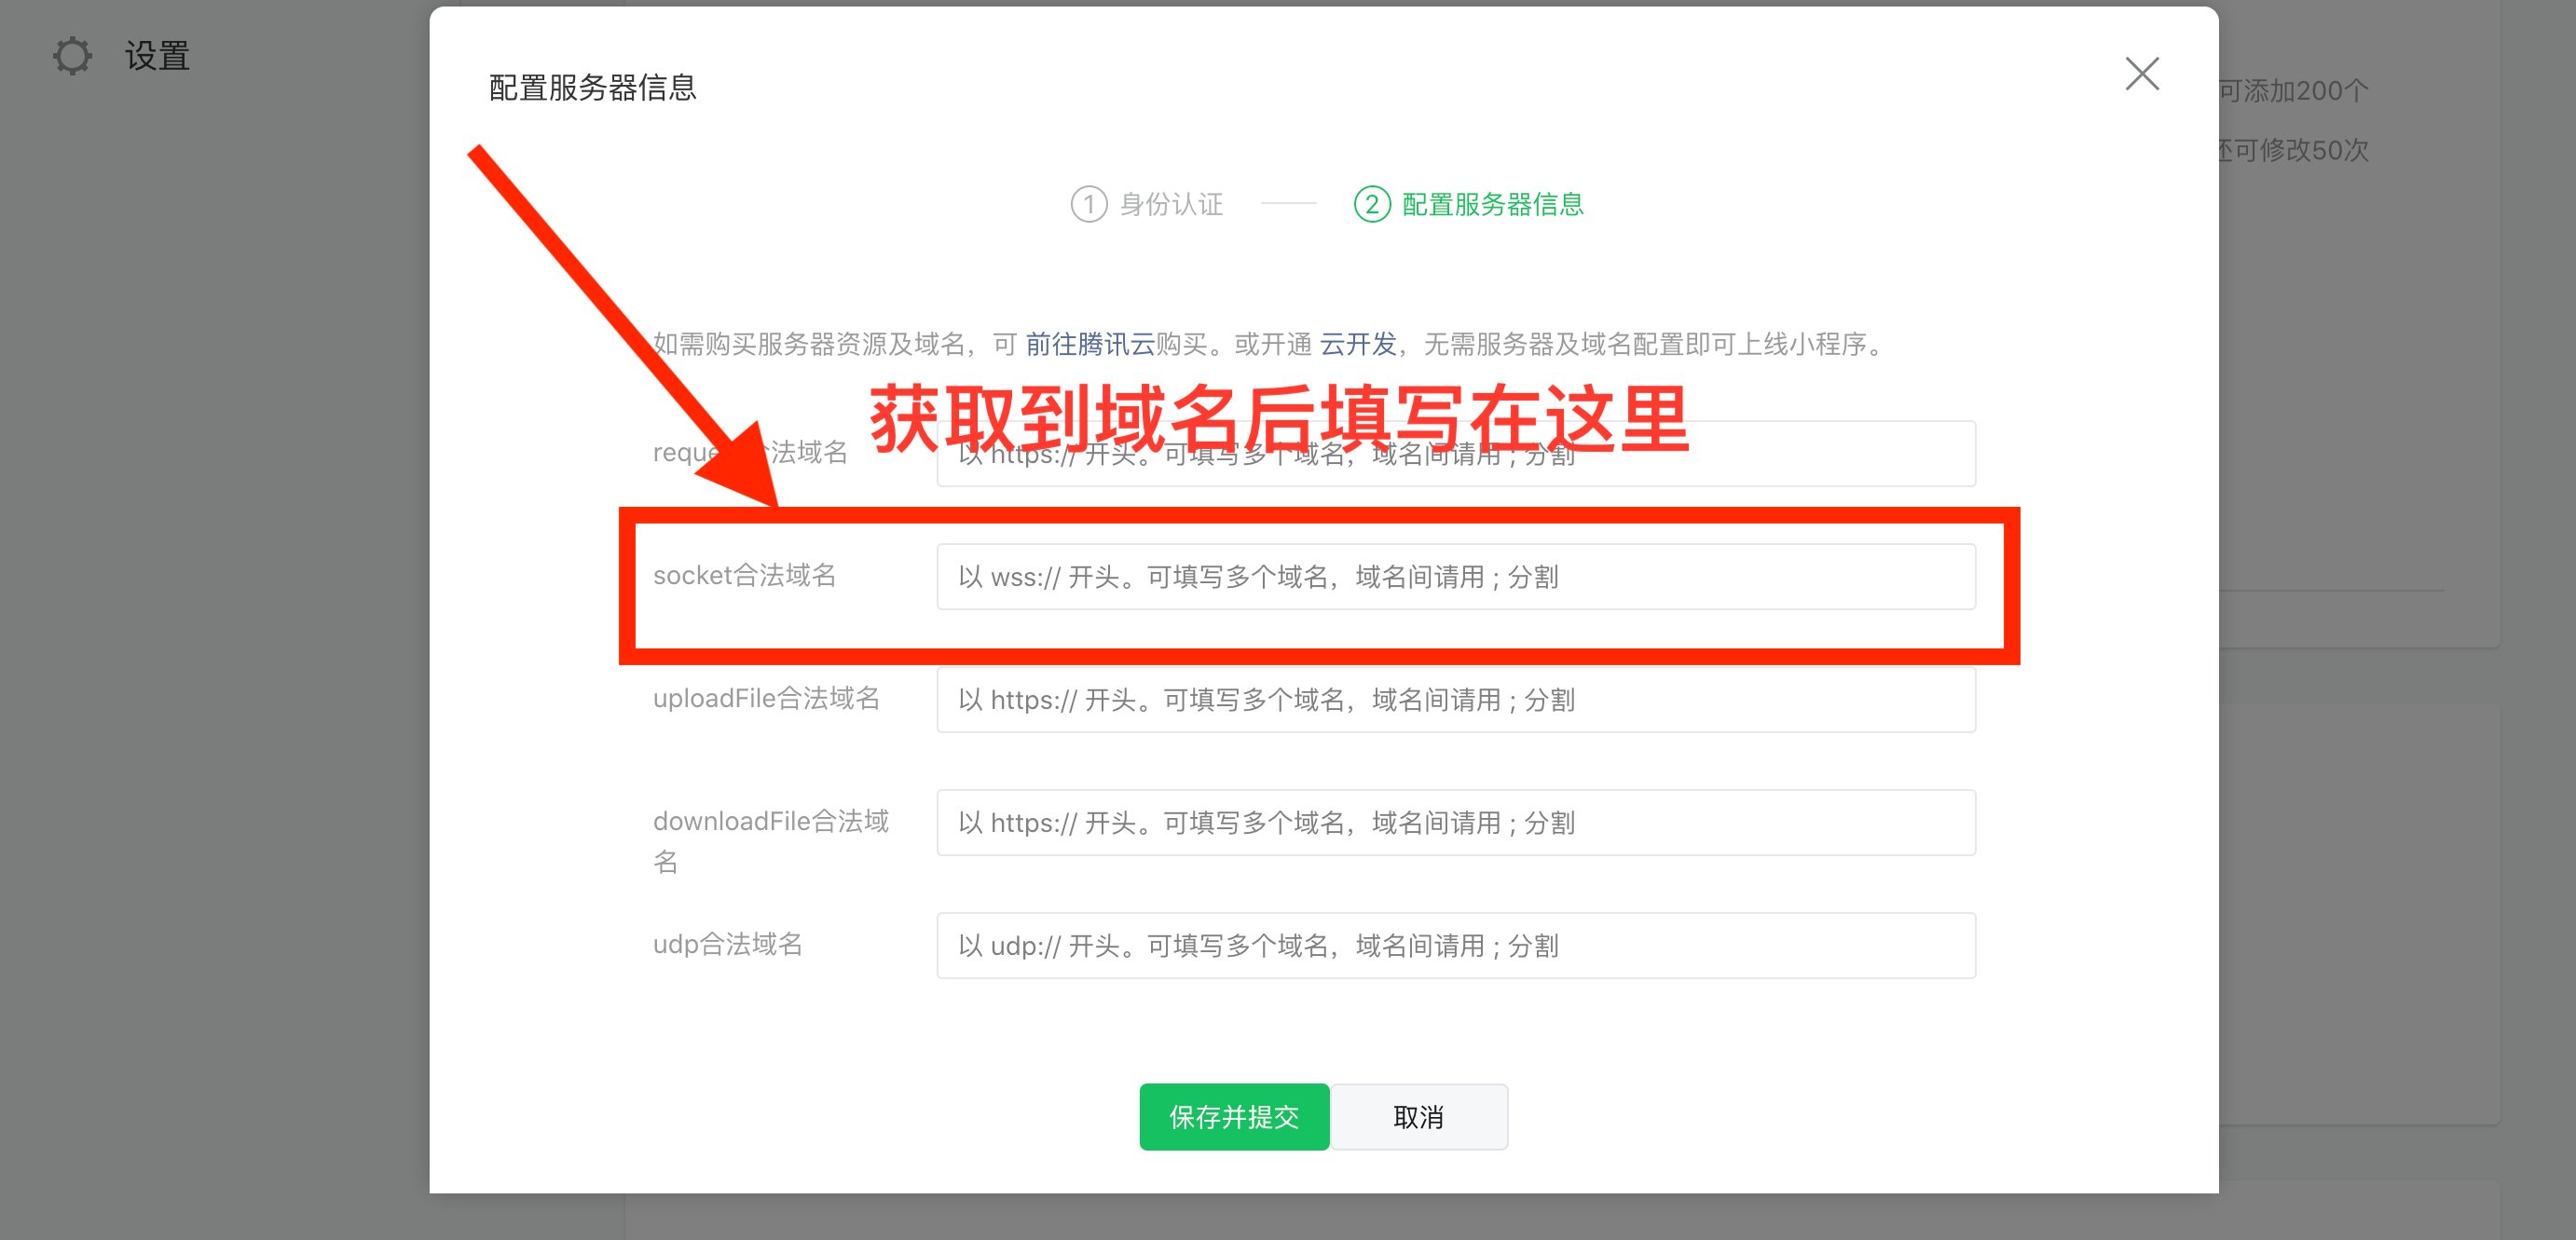 设置
配置服务器信息
可添加200个
还可修改50次
1 身份认证
2 配置服务器信息
如需购买服务器资源及域名，可 前往腾讯云购买。或开通 云开发，无需服务器及域名配置即可上线小程序。
获取到域名后填写在这里
合法域名
以 https:// 开头。可填写多个域名，域名间请用 ; 分割
socket合法域名
以 wss:// 开头。可填写多个域名，域名间请用 ; 分割
uploadFile合法域名
以 https:// 开头。可填写多个域名，域名间请用 ; 分割
downloadFile合法域
名
以 https:// 开头。可填写多个域名，域名间请用 ; 分割
udp合法域名
以 udp:// 开头。可填写多个域名，域名间请用 ; 分割
保存并提交
取消